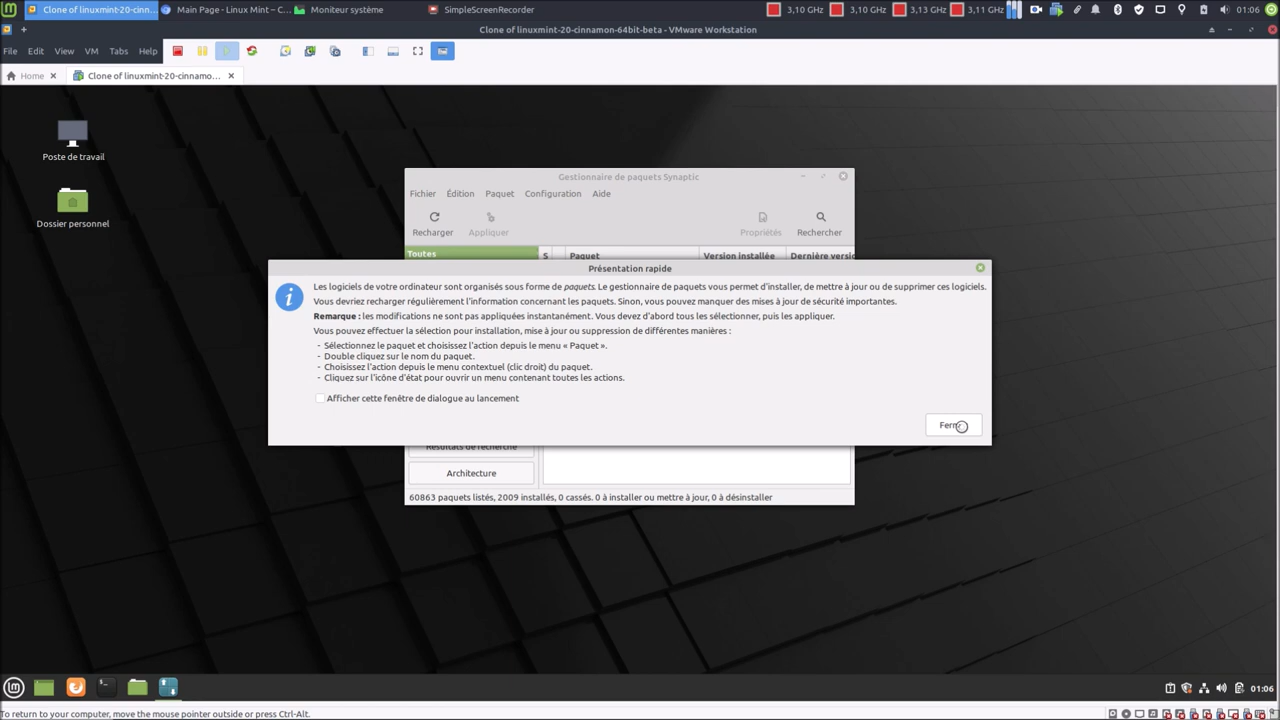 Clone of linuxmint-20-cinn...
Main Page - Linux Mint – C...
Moniteur système
SimpleScreenRecorder
3,10 GHz
3,10 GHz
3,13 GHz
3,11 GHz
01:06
Clone of linuxmint-20-cinnamon-64bit-beta - VMware Workstation
File Edit View VM Tabs Help
Home
Clone of linuxmint-20-cinnamo...
Poste de travail
Dossier personnel
Gestionnaire de paquets Synaptic
Fichier Édition Paquet Configuration Aide
Recharger Appliquer Propriétés Rechercher
Toutes
S Paquet Version installée Dernière versio
Présentation rapide
Les logiciels de votre ordinateur sont organisés sous forme de paquets. Le gestionnaire de paquets vous permet d'installer, de mettre à jour ou de supprimer ces logiciels.
Vous devriez recharger régulièrement l'information concernant les paquets. Sinon, vous pouvez manquer des mises à jour de sécurité importantes.
Remarque : les modifications ne sont pas appliquées instantanément. Vous devez d'abord tous les sélectionner, puis les appliquer.
Vous pouvez effectuer la sélection pour installation, mise à jour ou suppression de différentes manières :
- Sélectionnez le paquet et choisissez l'action depuis le menu « Paquet ».
- Double cliquez sur le nom du paquet.
- Choisissez l'action depuis le menu contextuel (clic droit) du paquet.
- Cliquez sur l'icône d'état pour ouvrir un menu contenant toutes les actions.
Afficher cette fenêtre de dialogue au lancement
Résultats de recherche
Architecture
60863 paquets listés, 2009 installés, 0 cassés. 0 à installer ou mettre à jour, 0 à désinstaller
01:06
To return to your computer, move the mouse pointer outside or press Ctrl-Alt.